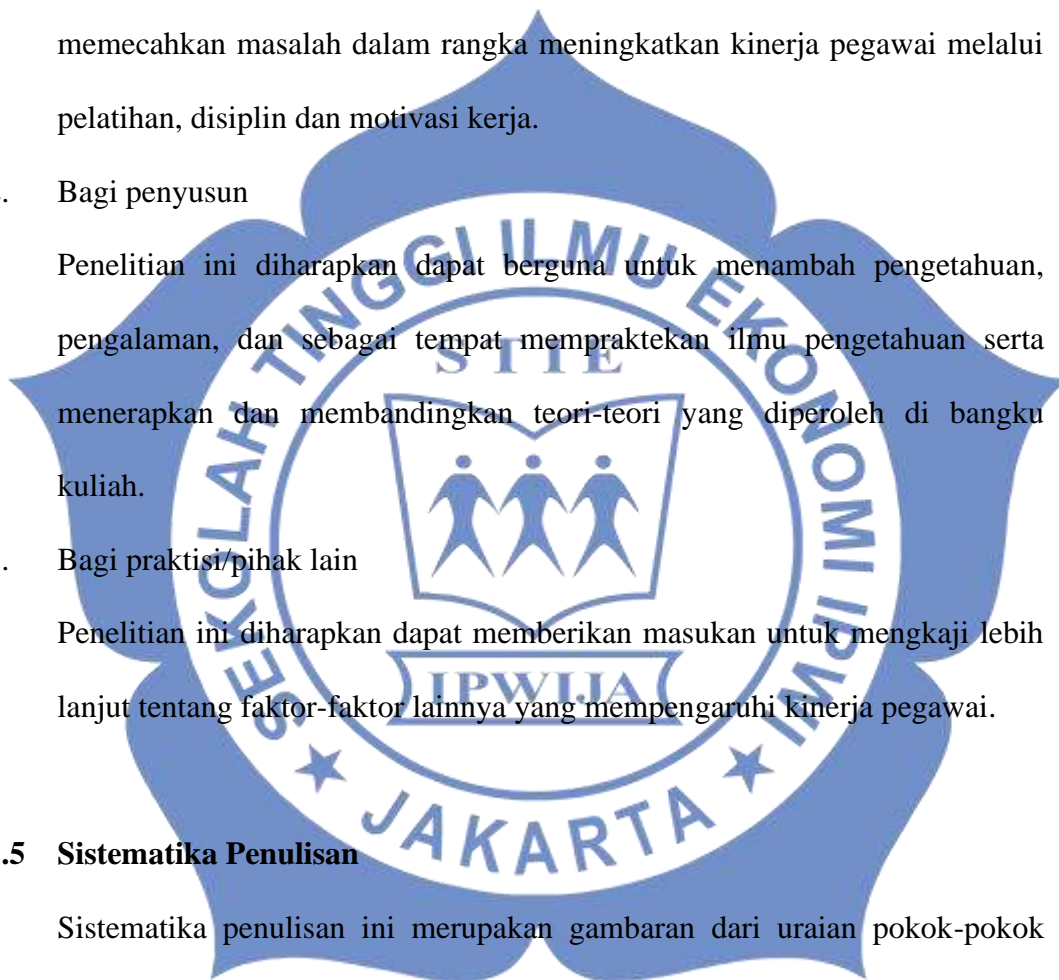 memecahkan masalah dalam rangka meningkatkan kinerja pegawai melalui
pelatihan, disiplin dan motivasi kerja.
. Bagi penyusun
Penelitian ini diharapkan dapat berguna untuk menambah pengetahuan,
pengalaman, dan sebagai tempat mempraktekan ilmu pengetahuan serta
menerapkan dan membandingkan teori-teori yang diperoleh di bangku
kuliah.
. Bagi praktisi/pihak lain
Penelitian ini diharapkan dapat memberikan masukan untuk mengkaji lebih
lanjut tentang faktor-faktor lainnya yang mempengaruhi kinerja pegawai.
.5 Sistematika Penulisan
Sistematika penulisan ini merupakan gambaran dari uraian pokok-pokok
SEKOLAH TINGGI ILMU EKONOMI IPWI
STIE
IPWIJA
★ JAKARTA ★